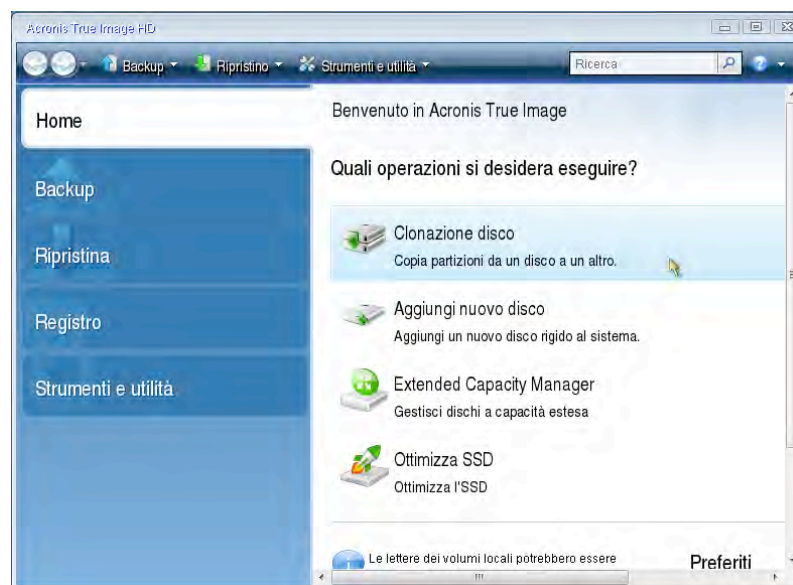 Acronis True Image HD
Backup Ripristino Strumenti e utilità Ricerca
Home
Backup
Ripristina
Registro
Strumenti e utilità
Benvenuto in Acronis True Image
Quali operazioni si desidera eseguire?
Clonazione disco
Copia partizioni da un disco a un altro.
Aggiungi nuovo disco
Aggiungi un nuovo disco rigido al sistema.
Extended Capacity Manager
Gestisci dischi a capacità estesa
Ottimizza SSD
Ottimizza l'SSD
Le lettere dei volumi locali potrebbero essere
Preferiti